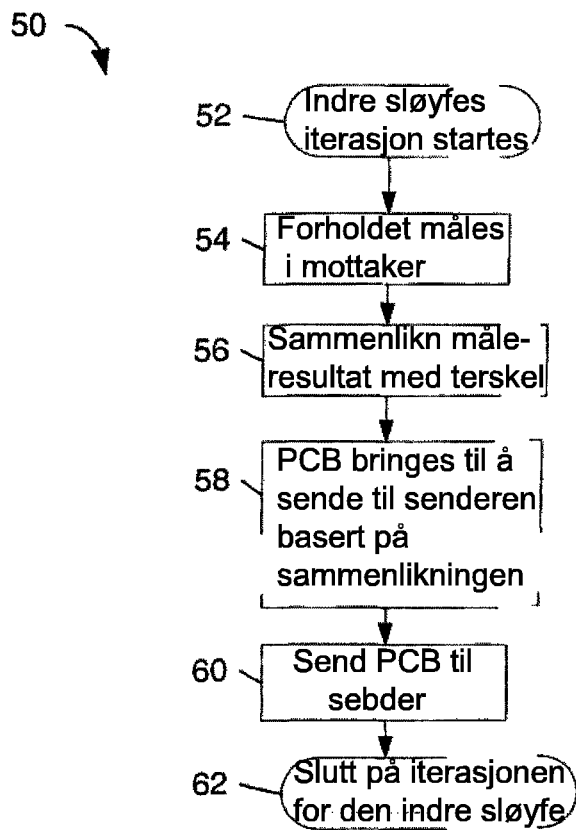 50
52
Indre sløyfes
iterasjon startes
54
Forholdet måles
i mottaker
56
Sammenlikn måle-
resultat med terskel
58
PCB bringes til å
sende til senderen
basert på
sammenlikningen
60
Send PCB til
sebder
62
Slutt på iterasjonen
for den indre sløyfe